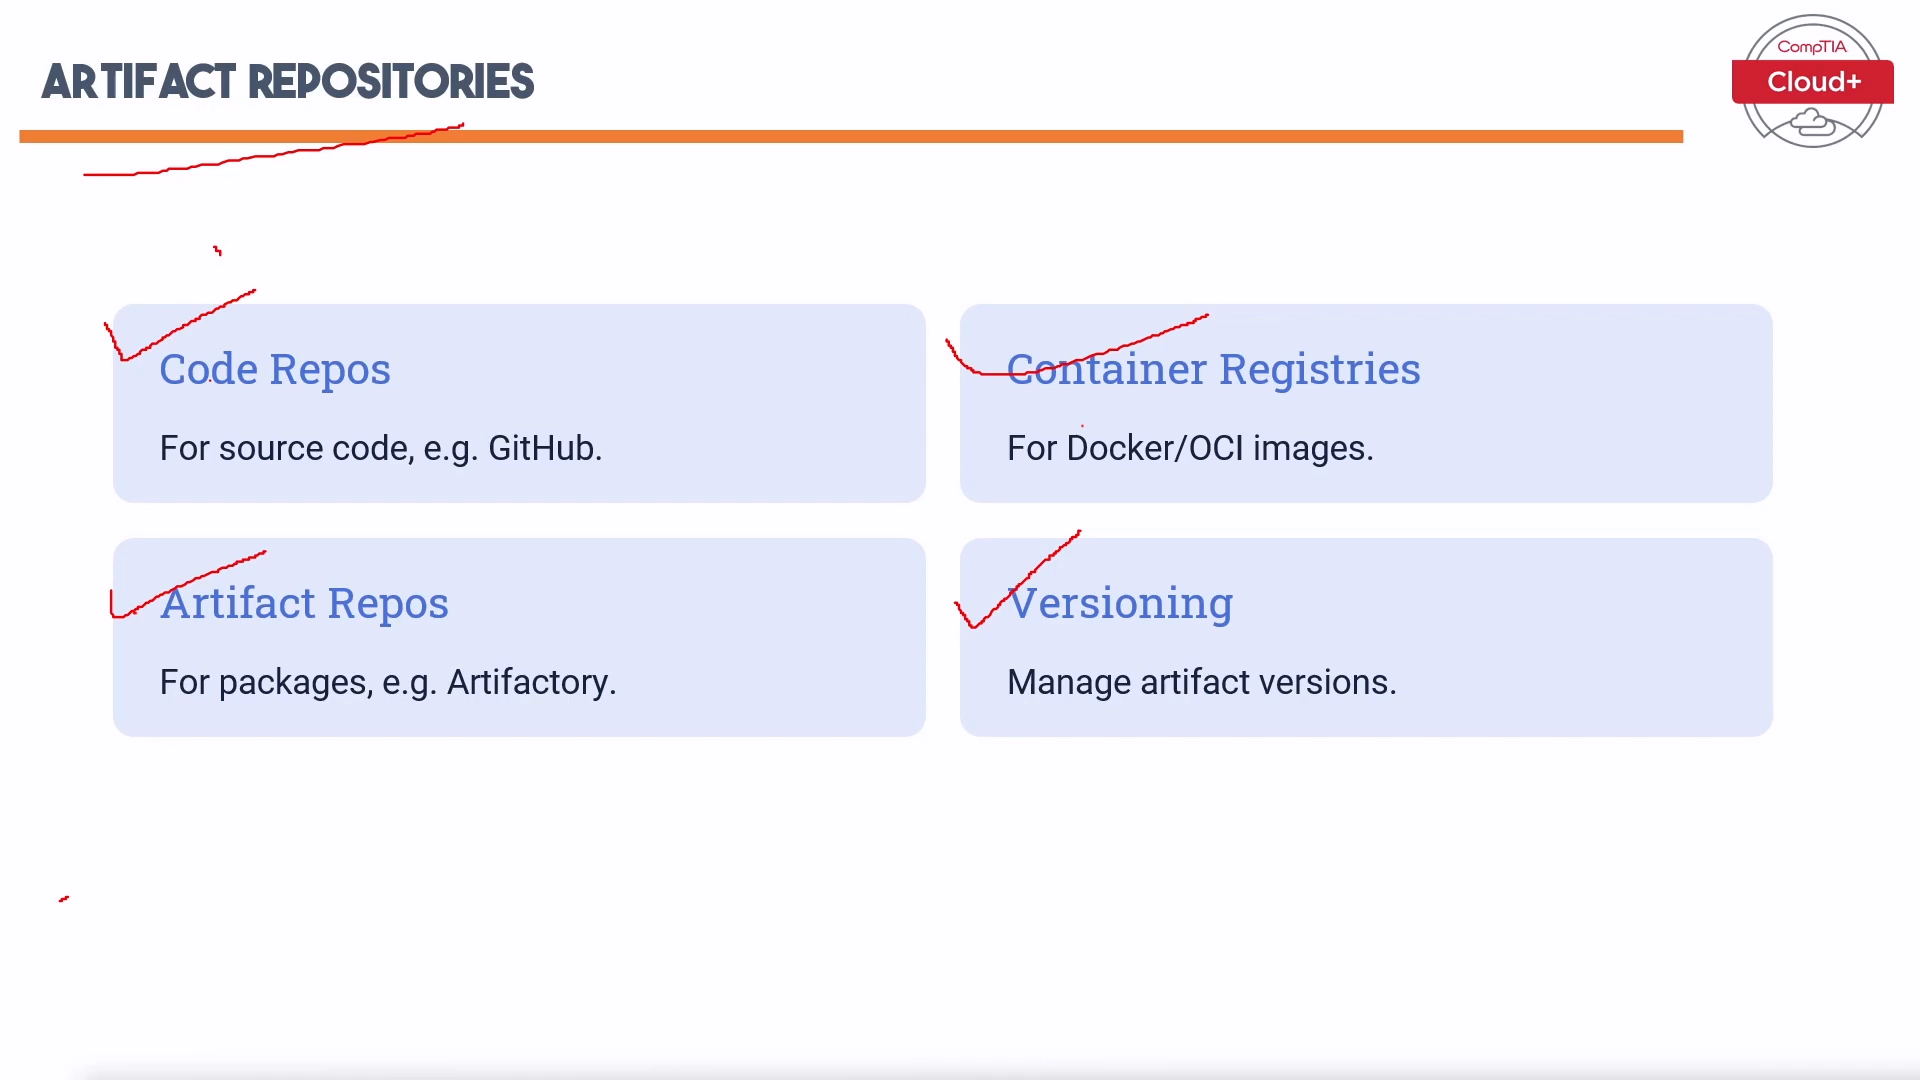 ARTIFACT REPOSITORIES
CompTIA
Cloud+
Code Repos
For source code, e.g. GitHub.
Container Registries
For Docker/OCI images.
Artifact Repos
For packages, e.g. Artifactory.
Versioning
Manage artifact versions.